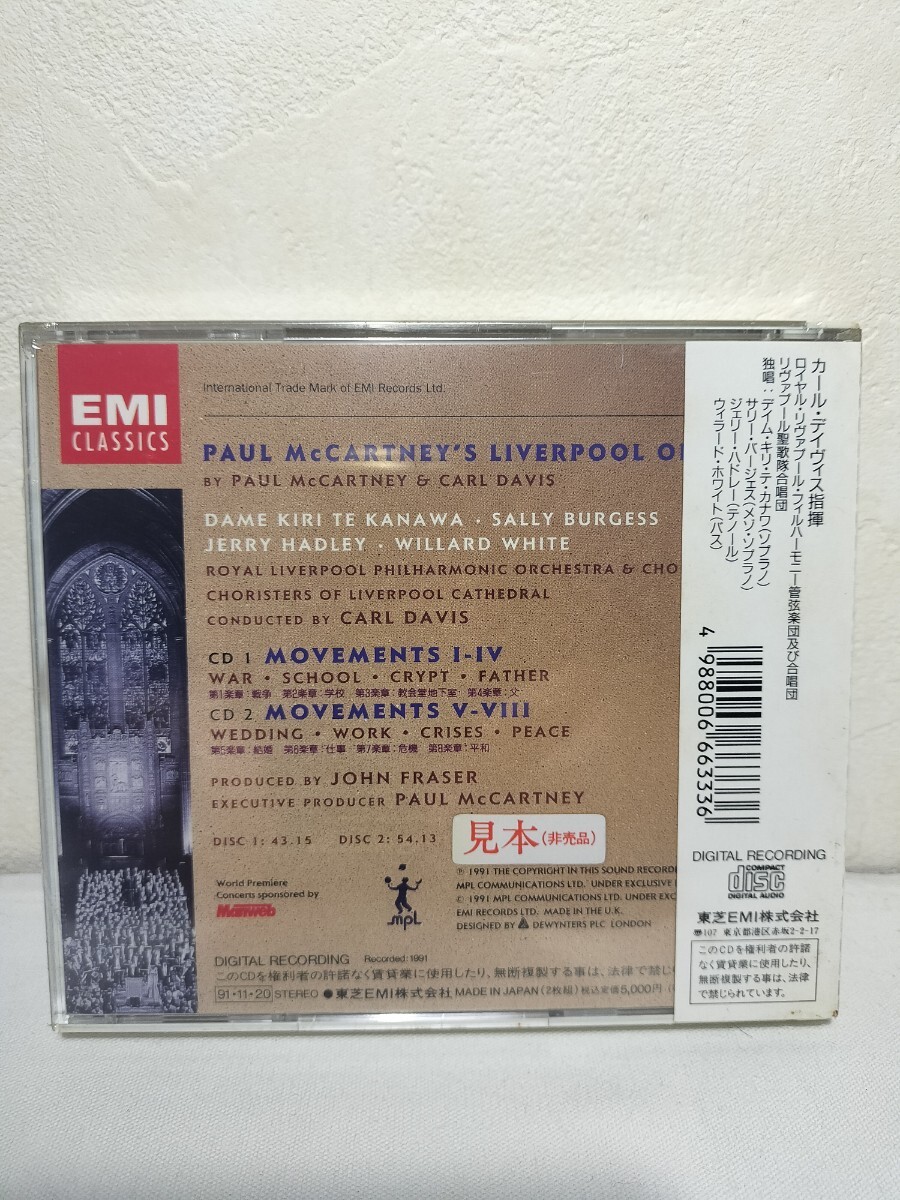 EMI
CLASSICS
International Trade Mark of EMI Records Ltd.
PAUL McCARTNEY'S LIVERPOOL O
BY PAUL McCARTNEY & CARL DAVIS
DAME KIRI TE KANAWA · SALLY BURGESS
JERRY HADLEY · WILLARD WHITE
ROYAL LIVERPOOL PHILHARMONIC ORCHESTRA & CHO
CHORISTERS OF LIVERPOOL CATHEDRAL
CONDUCTED BY CARL DAVIS
CD 1 MOVEMENTS I-IV
WAR · SCHOOL · CRYPT · FATHER
第1楽章:戦争 第2楽章:学校 第3楽章:教会堂地下室 第4楽章:父
CD 2 MOVEMENTS V-VIII
WEDDING · WORK · CRISES · PEACE
第5楽章:結婚 第6楽章:仕事 第7楽章:危機 第8楽章:平和
PRODUCED BY JOHN FRASER
EXECUTIVE PRODUCER PAUL McCARTNEY
DISC 1: 43.15 DISC 2: 54.13
見本(非売品)
World Premiere
Concerts sponsored by
Manweb
mpl
℗ 1991 THE COPYRIGHT IN THIS SOUND RECORD
MPL COMMUNICATIONS LTD. UNDER EXCLUSIVE
© 1991 MPL COMMUNICATIONS LTD. UNDER EXC
EMI RECORDS LTD. MADE IN THE U.K.
DESIGNED BY DEWYNTERS PLC LONDON
DIGITAL RECORDING Recorded: 1991
このCDを権利者の許諾なく賃貸業に使用したり、無断複製する事は、法律で禁じ
91·11·20 STEREO ●東芝EMI株式会社 MADE IN JAPAN (2枚組) 税込定価5,000円
カール・デイヴィス指揮
ロイヤル・リヴァプール・フィルハーモニー管弦楽団及び合唱団
リヴァプール聖歌隊合唱団
独唱:デイム・キリ・テ・カナワ(ソプラノ)
サリー・バージェス(メゾ・ソプラノ)
ジェリー・ハドレー(テノール)
ウィラード・ホワイト(バス)
4 988006 663336
DIGITAL RECORDING
COMPACT
disc
DIGITAL AUDIO
東芝EMI株式会社
〠107 東京都港区赤坂2-2-17
このCDを権利者の許諾
なく賃貸業に使用したり、
無断複製する事は、法律
で禁じられています。